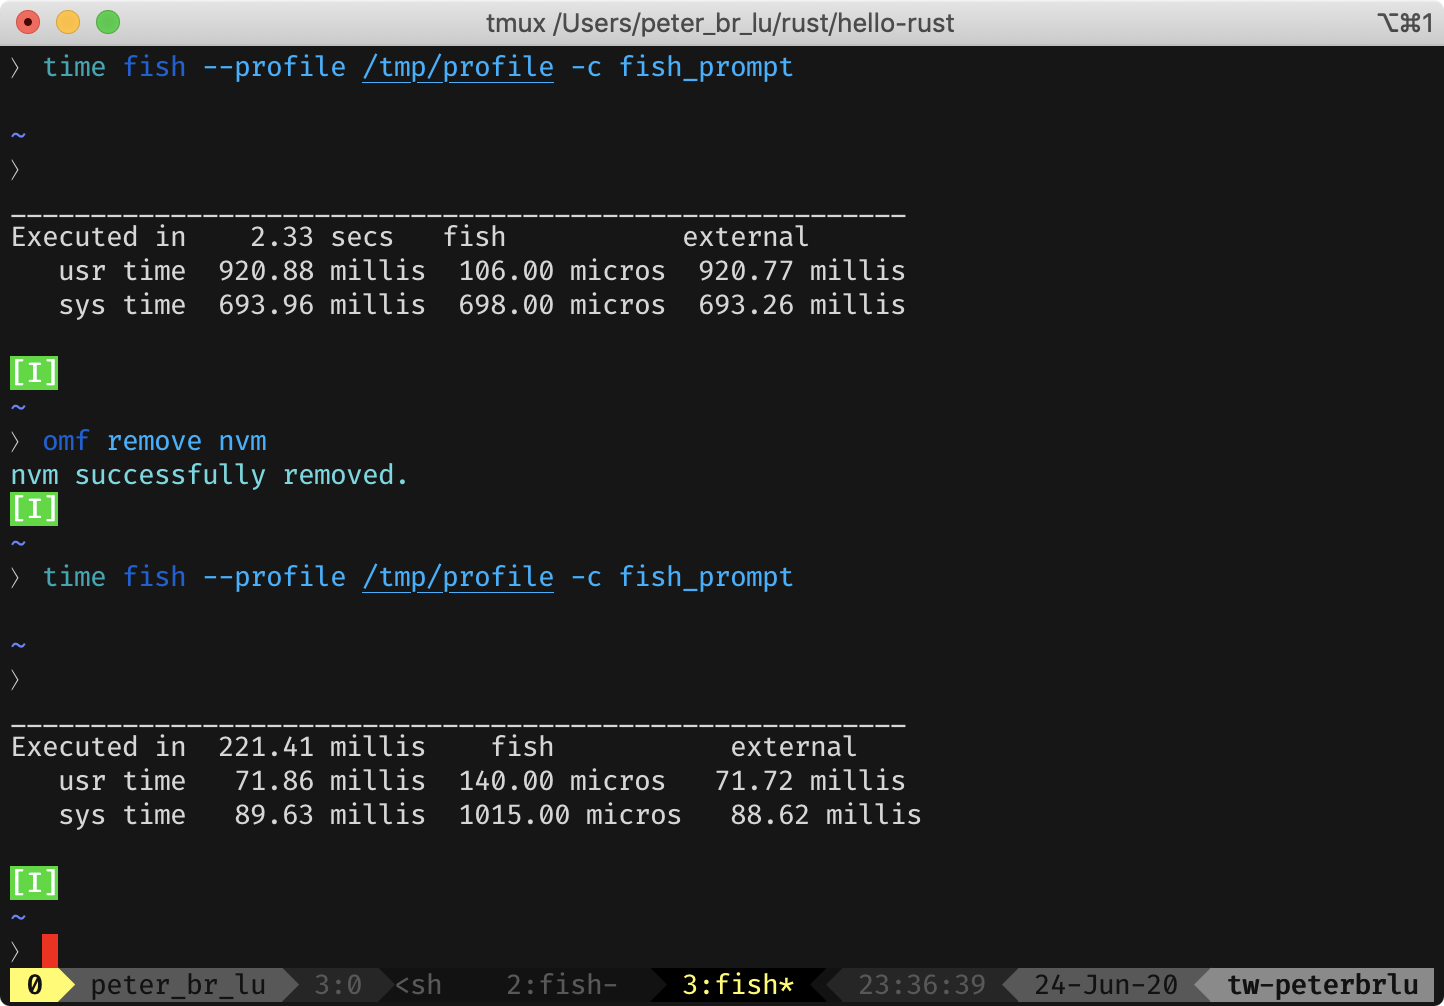 tmux /Users/peter_br_lu/rust/hello-rust ⌥⌘1
〉 time fish --profile /tmp/profile -c fish_prompt
~
〉
________________________________________________________
Executed in    2.33 secs   fish           external
   usr time  920.88 millis  106.00 micros  920.77 millis
   sys time  693.96 millis  698.00 micros  693.26 millis
[I]
~
〉 omf remove nvm
nvm successfully removed.
[I]
~
〉 time fish --profile /tmp/profile -c fish_prompt
~
〉
________________________________________________________
Executed in  221.41 millis    fish           external
   usr time   71.86 millis  140.00 micros   71.72 millis
   sys time   89.63 millis  1015.00 micros   88.62 millis
[I]
~
〉
0 peter_br_lu 3:0 <sh 2:fish- 3:fish* 23:36:39 24-Jun-20 tw-peterbrlu